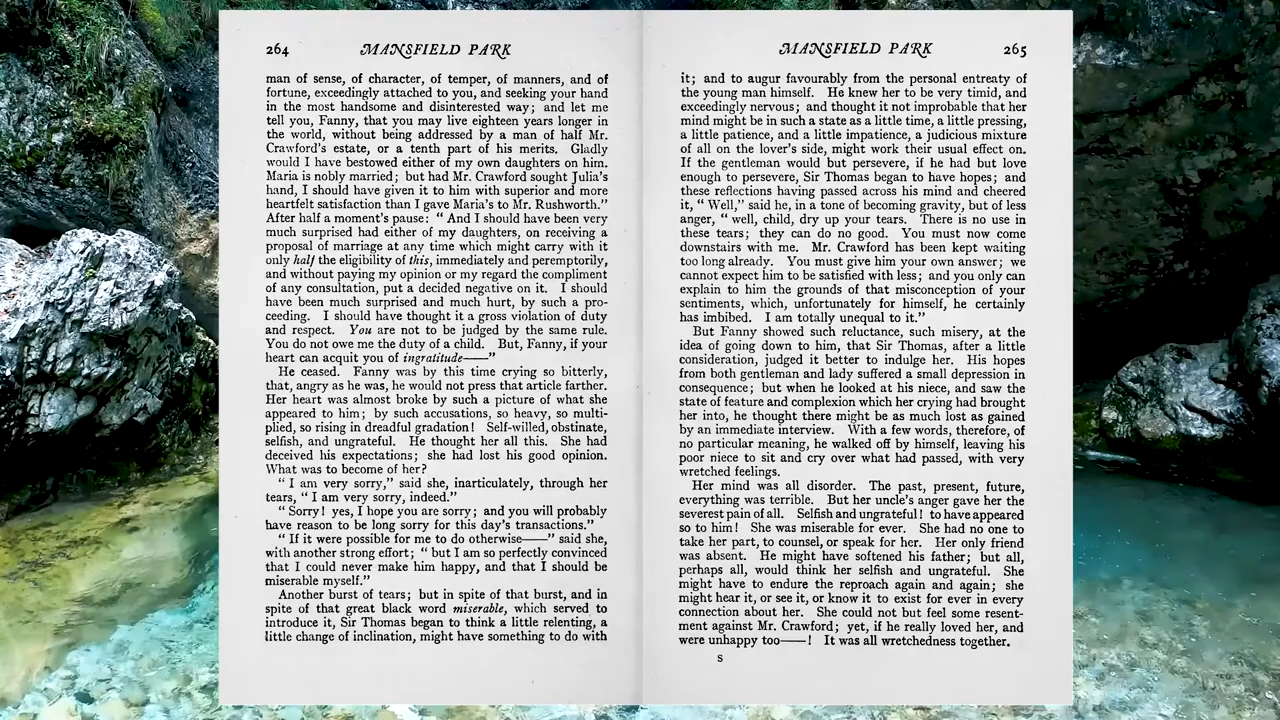 264 MANSFIELD PARK
man of sense, of character, of temper, of manners, and of
fortune, exceedingly attached to you, and seeking your hand
in the most handsome and disinterested way; and let me
tell you, Fanny, that you may live eighteen years longer in
the world, without being addressed by a man of half Mr.
Crawford's estate, or a tenth part of his merits. Gladly
would I have bestowed either of my own daughters on him.
Maria is nobly married; but had Mr. Crawford sought Julia's
hand, I should have given it to him with superior and more
heartfelt satisfaction than I gave Maria's to Mr. Rushworth."
After half a moment's pause: " And I should have been very
much surprised had either of my daughters, on receiving a
proposal of marriage at any time which might carry with it
only half the eligibility of this, immediately and peremptorily,
and without paying my opinion or my regard the compliment
of any consultation, put a decided negative on it. I should
have been much surprised and much hurt, by such a pro-
ceeding. I should have thought it a gross violation of duty
and respect. You are not to be judged by the same rule.
You do not owe me the duty of a child. But, Fanny, if your
heart can acquit you of ingratitude——"
He ceased. Fanny was by this time crying so bitterly,
that, angry as he was, he would not press that article farther.
Her heart was almost broke by such a picture of what she
appeared to him; by such accusations, so heavy, so multi-
plied, so rising in dreadful gradation! Self-willed, obstinate,
selfish, and ungrateful. He thought her all this. She had
deceived his expectations; she had lost his good opinion.
What was to become of her?
" I am very sorry," said she, inarticulately, through her
tears, " I am very sorry, indeed."
" Sorry! yes, I hope you are sorry; and you will probably
have reason to be long sorry for this day's transactions."
" If it were possible for me to do otherwise——" said she,
with another strong effort; " but I am so perfectly convinced
that I could never make him happy, and that I should be
miserable myself."
Another burst of tears; but in spite of that burst, and in
spite of that great black word miserable, which served to
introduce it, Sir Thomas began to think a little relenting, a
little change of inclination, might have something to do with
MANSFIELD PARK 265
it; and to augur favourably from the personal entreaty of
the young man himself. He knew her to be very timid, and
exceedingly nervous; and thought it not improbable that her
mind might be in such a state as a little time, a little pressing,
a little patience, and a little impatience, a judicious mixture
of all on the lover's side, might work their usual effect on.
If the gentleman would but persevere, if he had but love
enough to persevere, Sir Thomas began to have hopes; and
these reflections having passed across his mind and cheered
it, " Well," said he, in a tone of becoming gravity, but of less
anger, " well, child, dry up your tears. There is no use in
these tears; they can do no good. You must now come
downstairs with me. Mr. Crawford has been kept waiting
too long already. You must give him your own answer; we
cannot expect him to be satisfied with less; and you only can
explain to him the grounds of that misconception of your
sentiments, which, unfortunately for himself, he certainly
has imbibed. I am totally unequal to it."
But Fanny showed such reluctance, such misery, at the
idea of going down to him, that Sir Thomas, after a little
consideration, judged it better to indulge her. His hopes
from both gentleman and lady suffered a small depression in
consequence; but when he looked at his niece, and saw the
state of feature and complexion which her crying had brought
her into, he thought there might be as much lost as gained
by an immediate interview. With a few words, therefore, of
no particular meaning, he walked off by himself, leaving his
poor niece to sit and cry over what had passed, with very
wretched feelings.
Her mind was all disorder. The past, present, future,
everything was terrible. But her uncle's anger gave her the
severest pain of all. Selfish and ungrateful! to have appeared
so to him! She was miserable for ever. She had no one to
take her part, to counsel, or speak for her. Her only friend
was absent. He might have softened his father; but all,
perhaps all, would think her selfish and ungrateful. She
might have to endure the reproach again and again; she
might hear it, or see it, or know it to exist for ever in every
connection about her. She could not but feel some resent-
ment against Mr. Crawford; yet, if he really loved her, and
were unhappy too——! It was all wretchedness together.
S